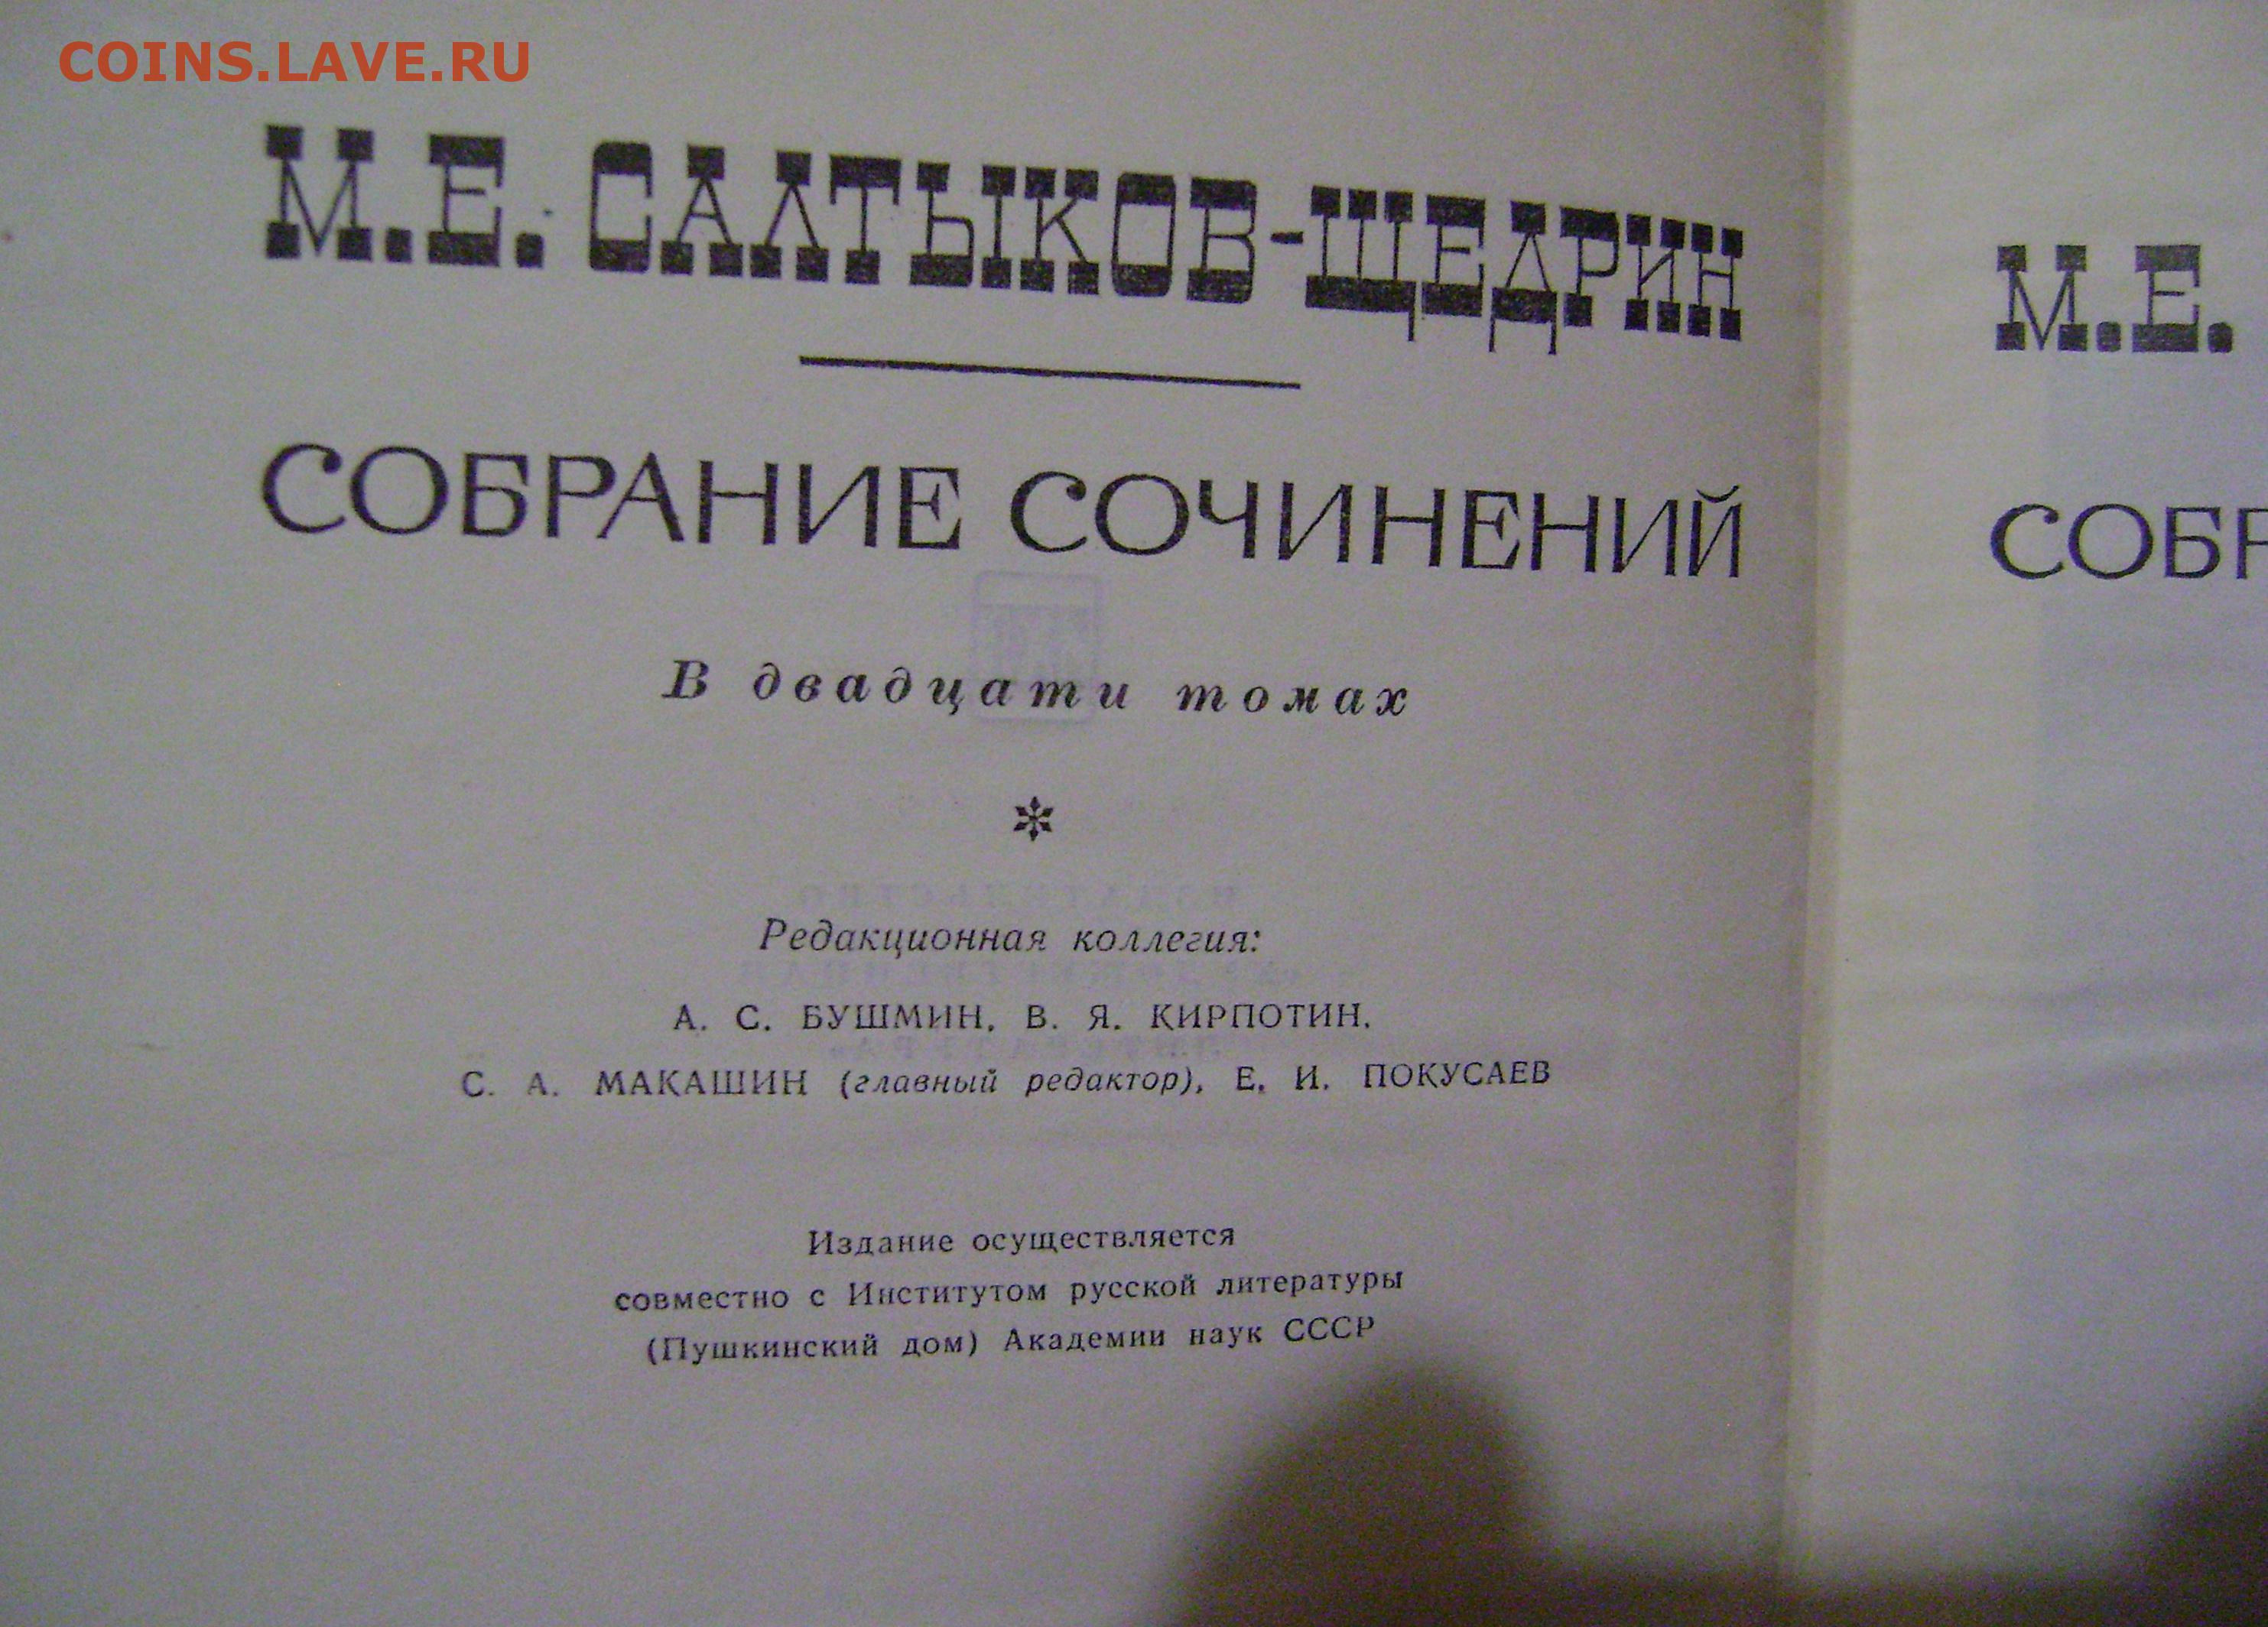 COINS.LAVE.RU
М.Е. САЛТЫКОВ-ЩЕДРИН
СОБРАНИЕ СОЧИНЕНИЙ
В двадцати томах
*
Редакционная коллегия:
А. С. БУШМИН, В. Я. КИРПОТИН,
С. А. МАКАШИН (главный редактор), Е. И. ПОКУСАЕВ
Издание осуществляется
совместно с Институтом русской литературы
(Пушкинский дом) Академии наук СССР
М.Е.